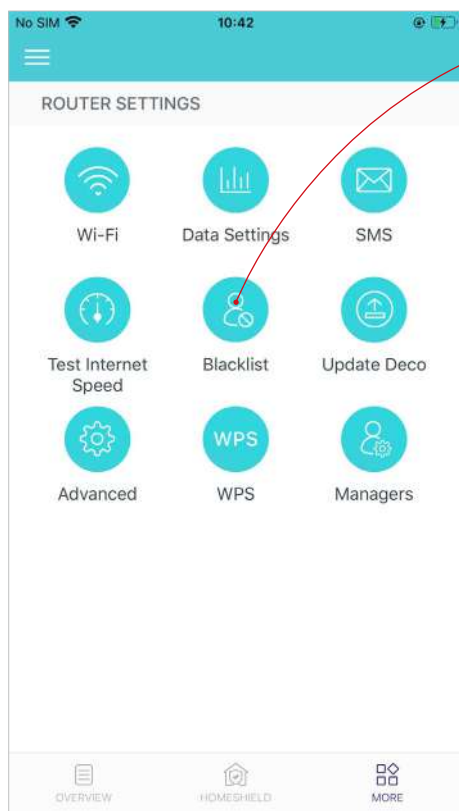 No SIM 10:42
ROUTER SETTINGS
Wi-Fi Data Settings SMS
Test Internet Speed Blacklist Update Deco
WPS
Advanced WPS Managers
OVERVIEW HOMESHIELD MORE